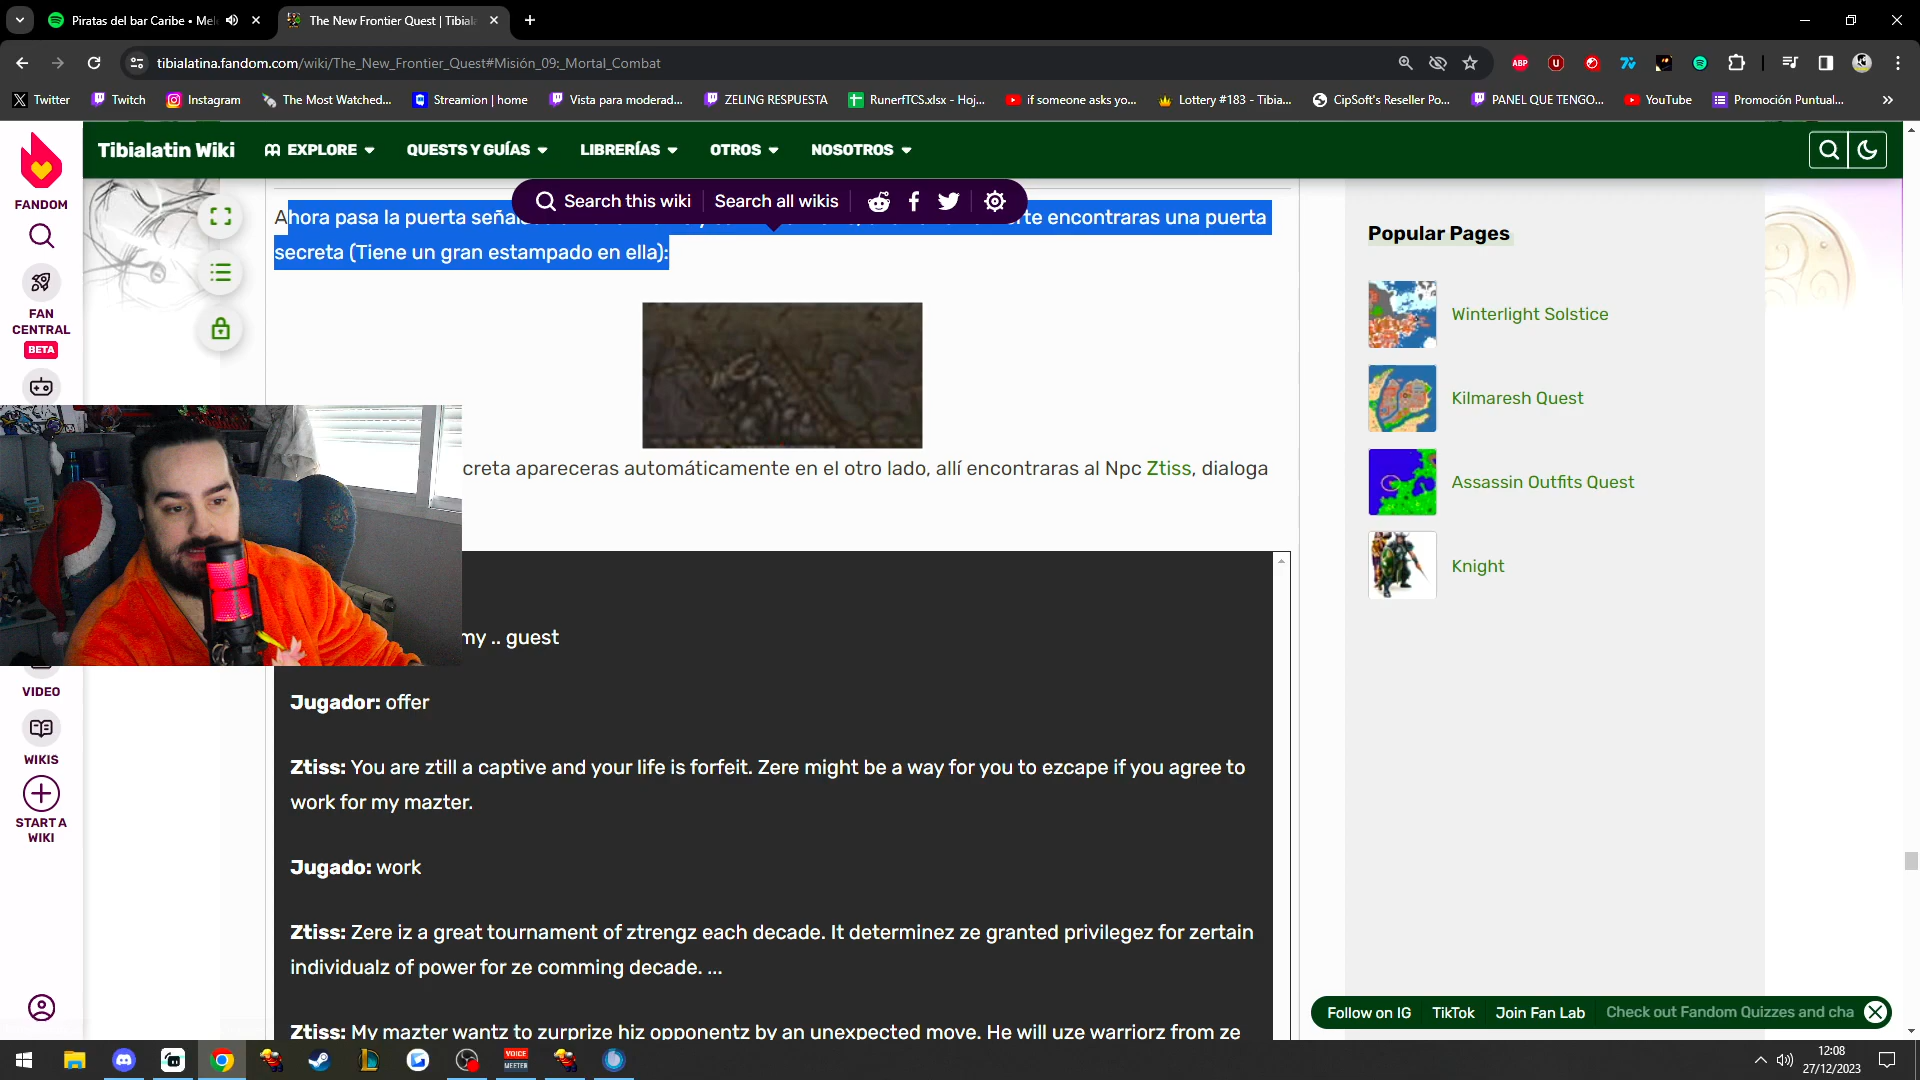 Piratas del bar Caribe • Mel
The New Frontier Quest | Tibiala
tibialatina.fandom.com/wiki/The_New_Frontier_Quest#Misión_09:_Mortal_Combat
ABP
Twitter
Twitch
Instagram
The Most Watched...
Streamion | home
Vista para moderad...
ZELING RESPUESTA
RunerfTCS.xlsx - Hoj...
if someone asks yo...
Lottery #183 - Tibia...
CipSoft's Reseller Po...
PANEL QUE TENGO...
YouTube
Promoción Puntual...
Tibialatin Wiki
EXPLORE
QUESTS Y GUÍAS
LIBRERÍAS
OTROS
NOSOTROS
FANDOM
FAN
CENTRAL
BETA
VIDEO
WIKIS
START A
WIKI
Search this wiki
Search all wikis
Ahora pasa la puerta señal
rte encontraras una puerta
secreta (Tiene un gran estampado en ella):
creta apareceras automáticamente en el otro lado, allí encontraras al Npc Ztiss, dialoga
my .. guest
Jugador: offer
Ztiss: You are ztill a captive and your life is forfeit. Zere might be a way for you to ezcape if you agree to
work for my mazter.
Jugado: work
Ztiss: Zere iz a great tournament of ztrengz each decade. It determinez ze granted privilegez for zertain
individualz of power for ze comming decade. ...
Ztiss: My mazter wantz to zurprize hiz opponentz by an unexpected move. He will uze warriorz from ze
Popular Pages
Winterlight Solstice
Kilmaresh Quest
Assassin Outfits Quest
Knight
Follow on IG
TikTok
Join Fan Lab
Check out Fandom Quizzes and cha
VOICE
MEETER
12:08
27/12/2023